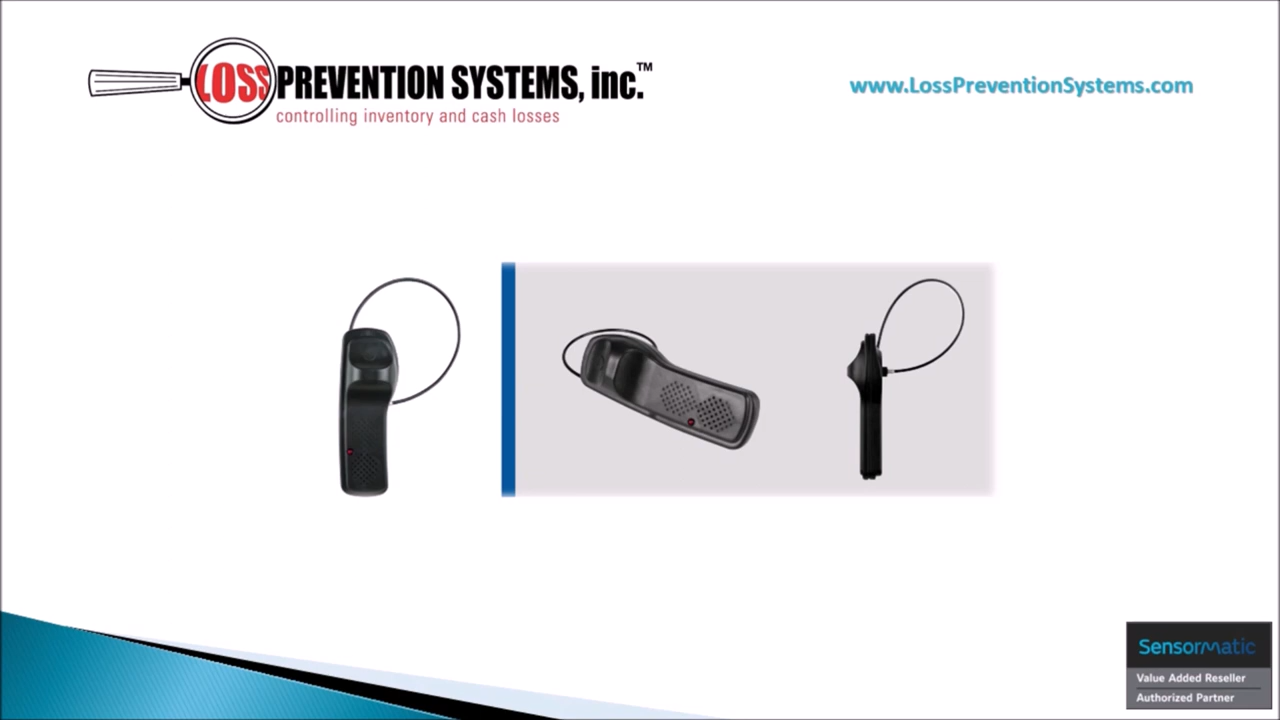 LOSS PREVENTION SYSTEMS, inc.™
controlling inventory and cash losses
www.LossPreventionSystems.com
Sensormatic
Value Added Reseller
Authorized Partner